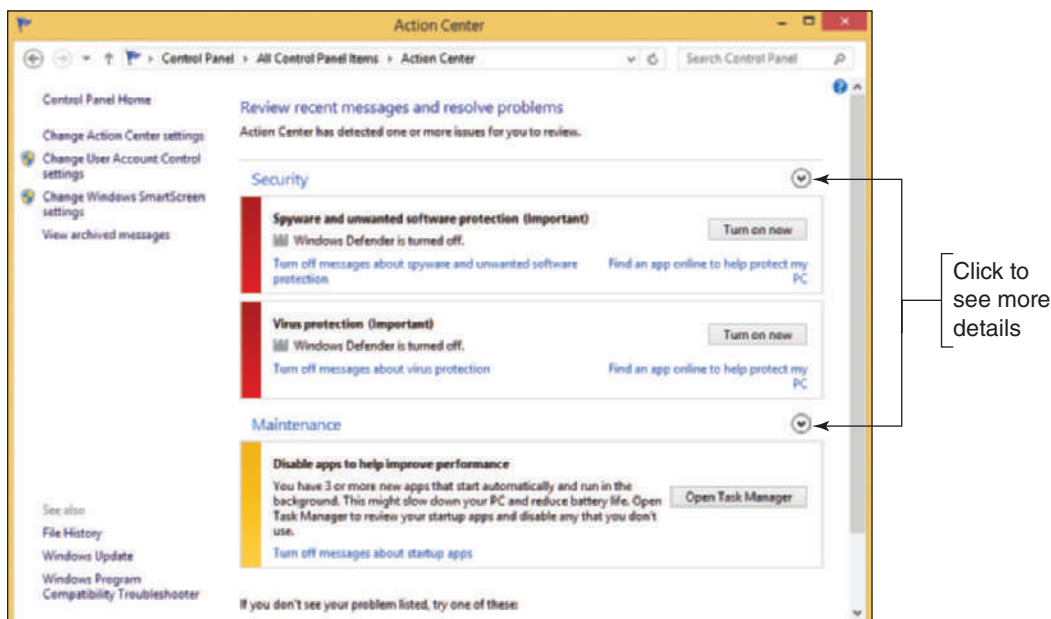 Action Center
Control Panel All Control Panel Items Action Center
Search Control Panel
Control Panel Home
Change Action Center settings
Change User Account Control
settings
Change Windows SmartScreen
settings
View archived messages
See also
File History
Windows Update
Windows Program
Compatibility Troubleshooter
Review recent messages and resolve problems
Action Center has detected one or more issues for you to review.
Security
Spyware and unwanted software protection (Important)
Windows Defender is turned off.
Turn on now
Turn off messages about spyware and unwanted software
protection
Find an app online to help protect my
PC
Virus protection (Important)
Windows Defender is turned off.
Turn on now
Turn off messages about virus protection
Find an app online to help protect my
PC
Maintenance
Disable apps to help improve performance
You have 3 or more new apps that start automatically and run in the
background. This might slow down your PC and reduce battery life. Open
Task Manager to review your startup apps and disable any that you don't
use.
Open Task Manager
Turn off messages about startup apps
If you don't see your problem listed, try one of these:
Click to
see more
details